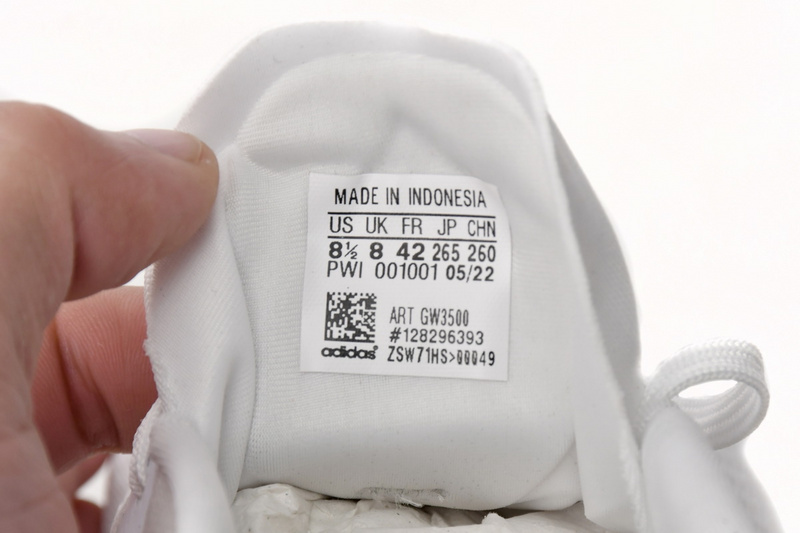 MADE IN INDONESIA
US UK FR JP CHN
8½ 8 42 265 260
PWI 001001 05/22
ART GW3500
#128296393
adidas® ZSW71HS>00049